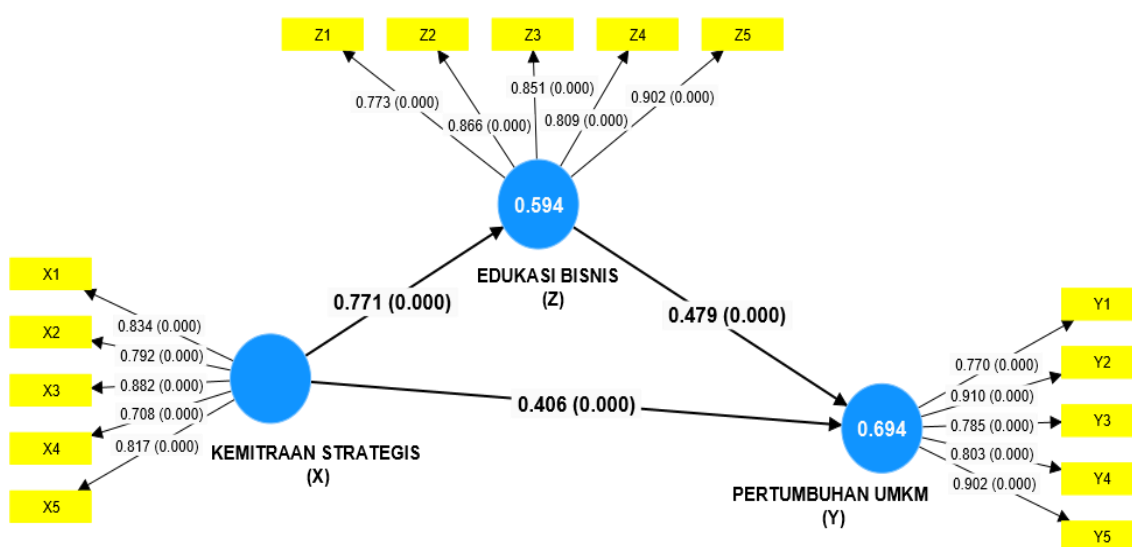 Z1 Z2 Z3 Z4 Z5
0.773 (0.000)
0.866 (0.000)
0.851 (0.000)
0.809 (0.000)
0.902 (0.000)
0.594
EDUKASI BISNIS
(Z)
0.771 (0.000)
0.479 (0.000)
0.406 (0.000)
X1
X2
X3
X4
X5
0.834 (0.000)
0.792 (0.000)
0.882 (0.000)
0.708 (0.000)
0.817 (0.000)
KEMITRAAN STRATEGIS
(X)
0.694
PERTUMBUHAN UMKM
(Y)
0.770 (0.000)
0.910 (0.000)
0.785 (0.000)
0.803 (0.000)
0.902 (0.000)
Y1
Y2
Y3
Y4
Y5